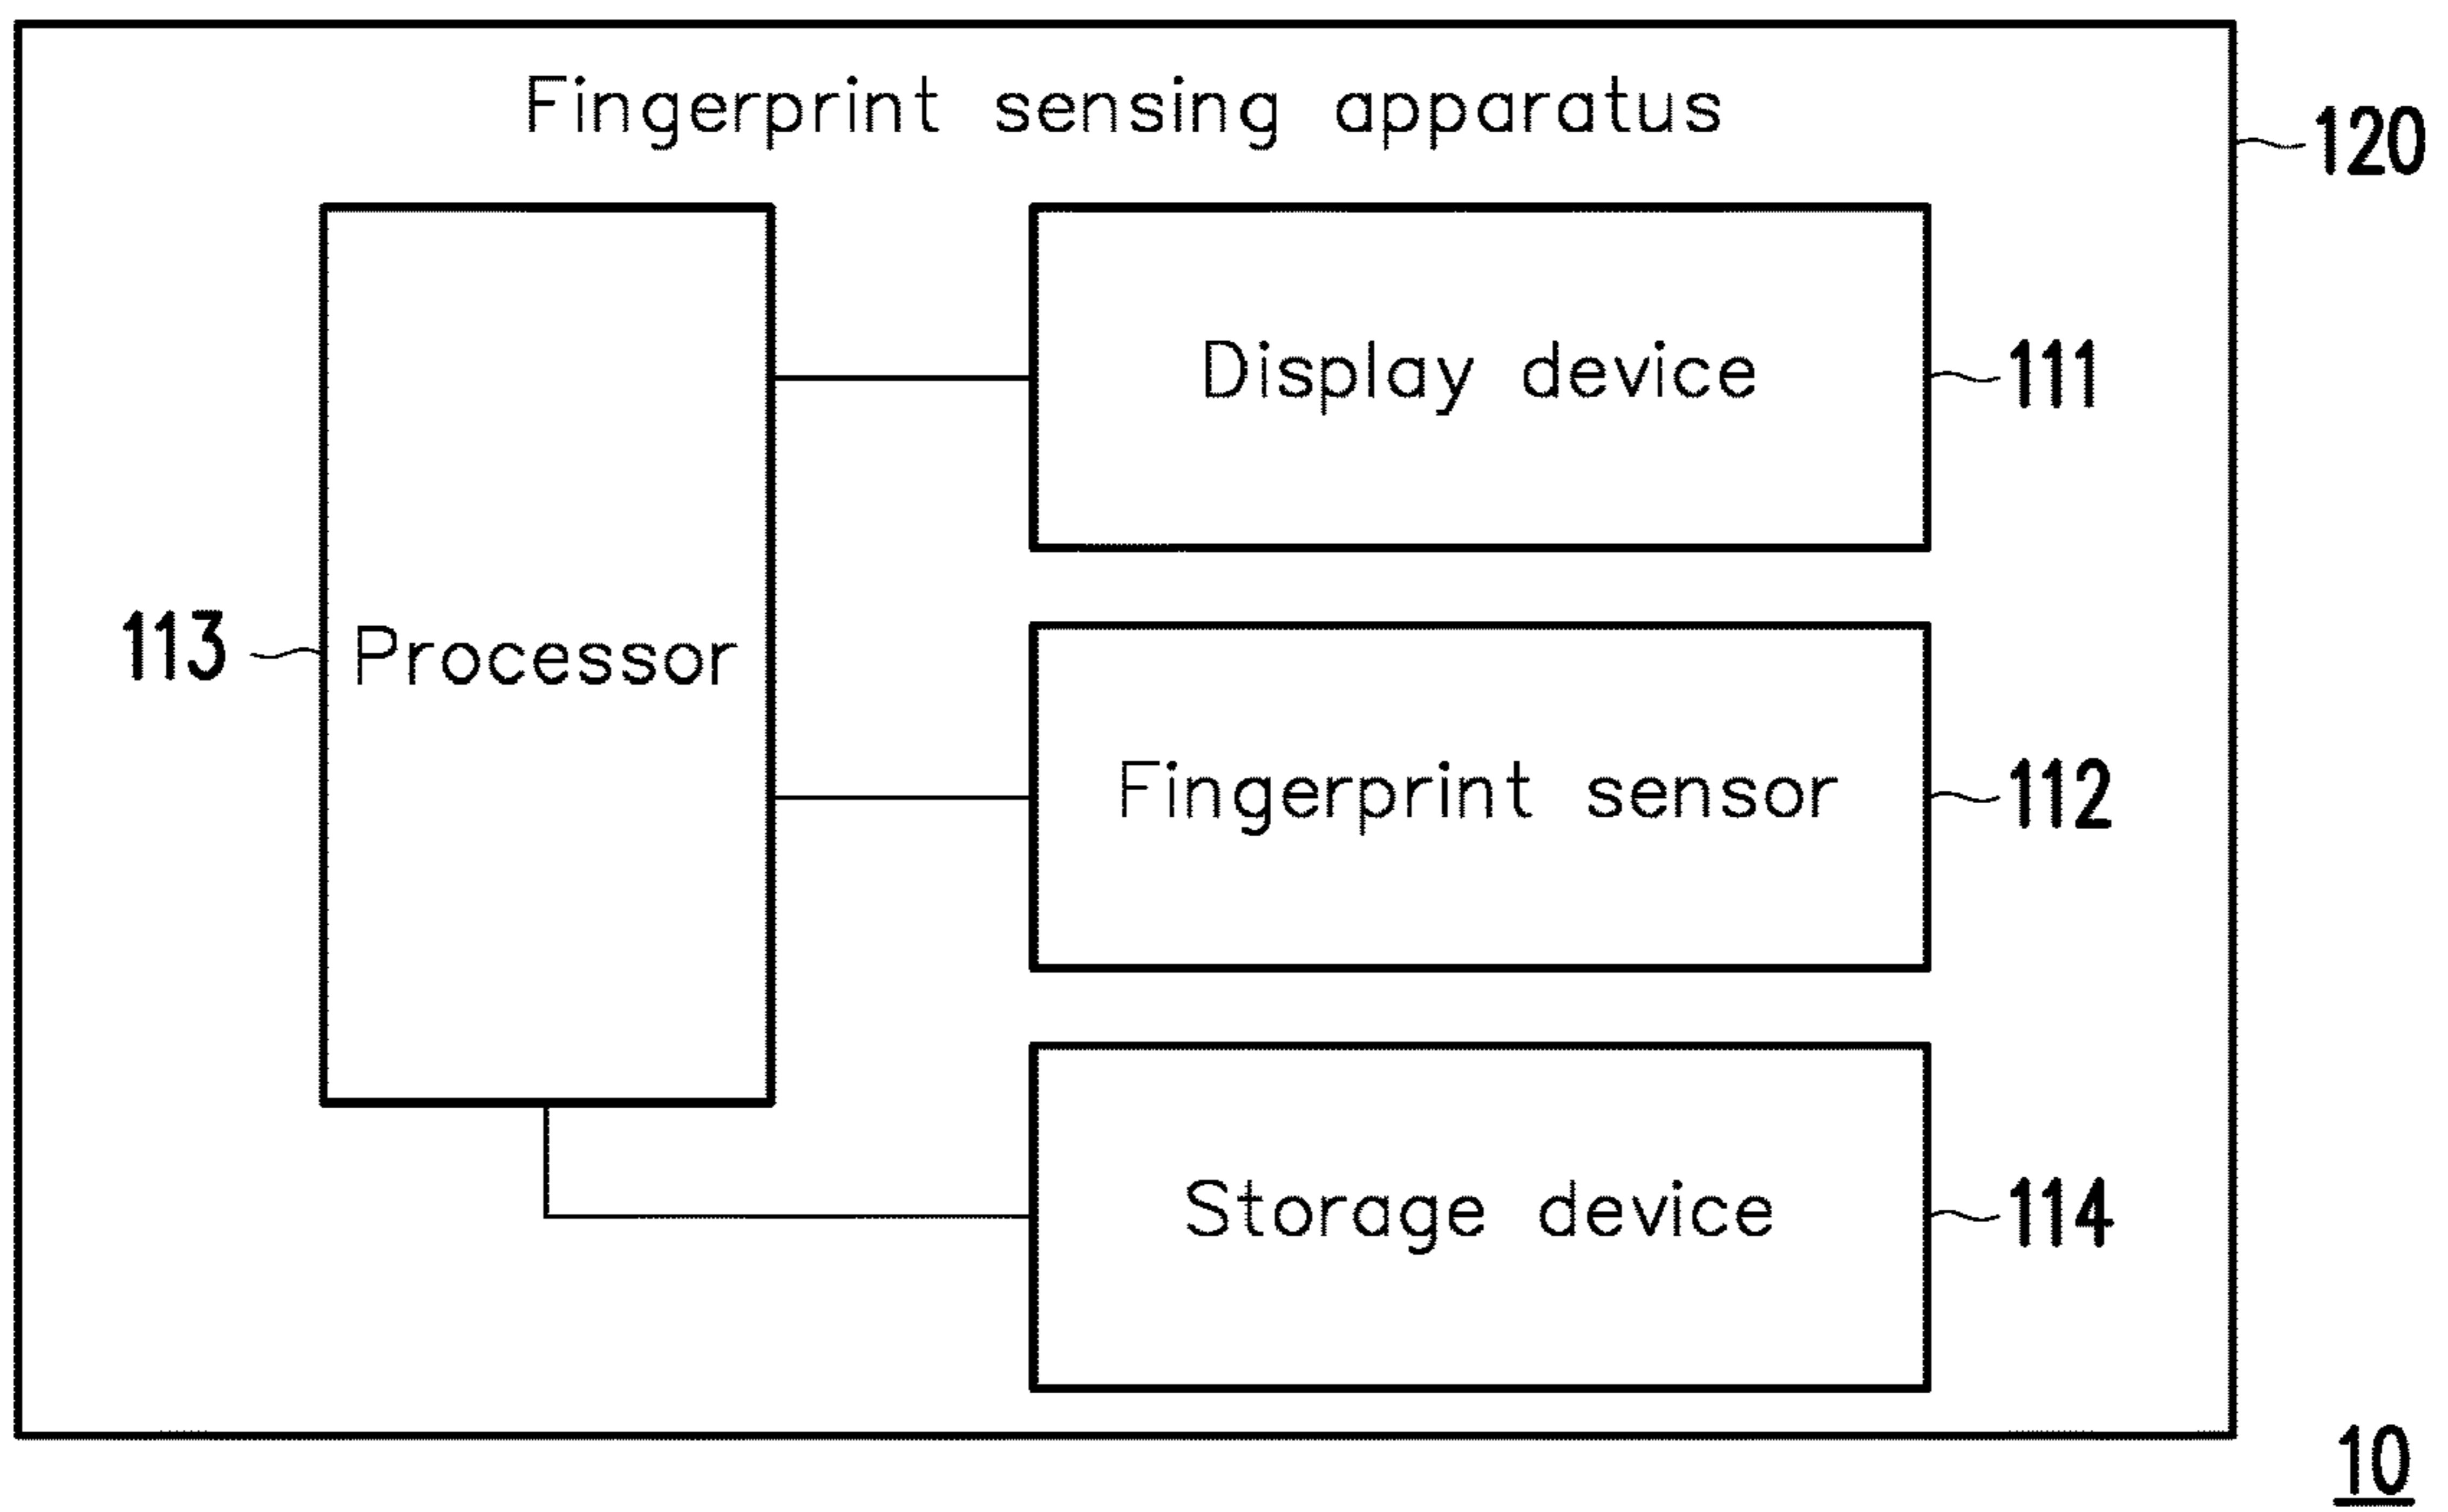 Fingerprint sensing apparatus
120
Display device
111
113
Processor
Fingerprint sensor
112
Storage device
114
10